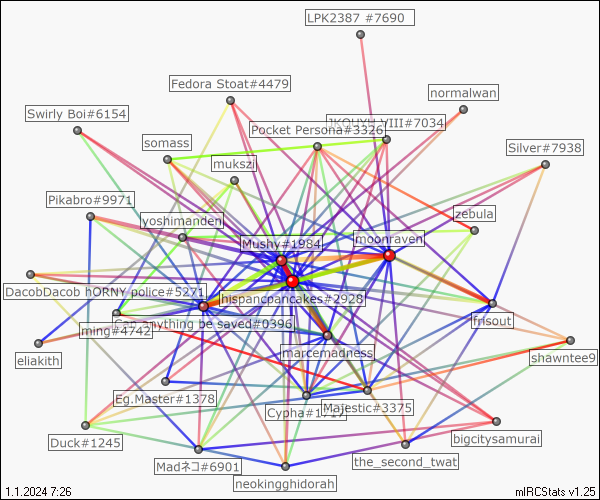 LPK2387 #7690
Fedora Stoat#4479
normalwan
Swirly Boi#6154
Pocket Persona#3326
VIII#7034
somass
Silver#7938
mukszi
Pikabro#9971
yoshimanden
zebula
Mushy#1984
moonraven
DacobDacob hORNY police#5271
hispancpancakes#2928
ming#4742
Can anything be saved#0396
frisout
eliakith
marcemadness
shawntee9
Eg.Master#1378
Cypha#1717
Majestic#3375
Duck#1245
bigcitysamurai
Madネコ#6901
the_second_twat
neokingghidorah
1.1.2024 7:26
mIRCStats v1.25